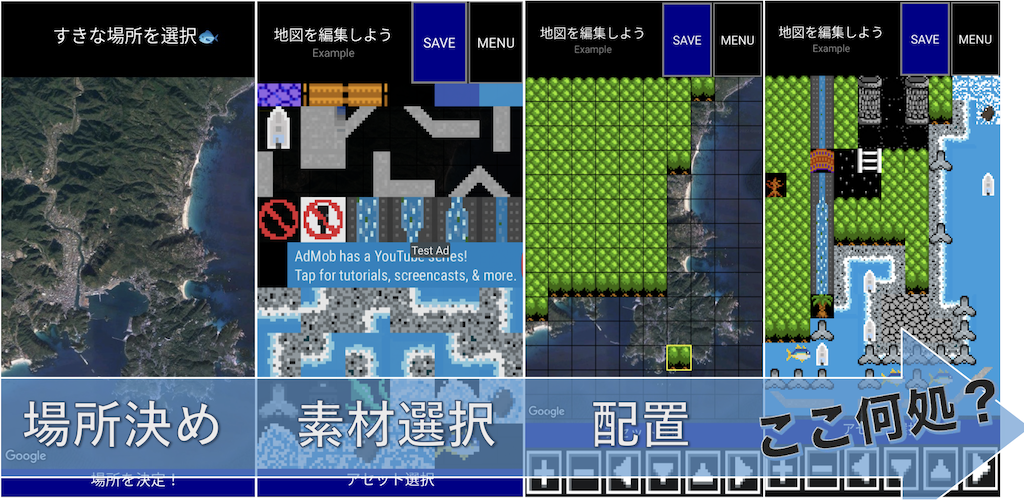 すきな場所を選択🐟
場所決め
Google
場所を決定！
地図を編集しよう
Example
SAVE
MENU
Test Ad
AdMob has a YouTube series!
Tap for tutorials, screencasts, & more.
素材選択
アセット選択
地図を編集しよう
Example
SAVE
MENU
Google
配置
地図を編集しよう
Example
SAVE
MENU
ここ何処？